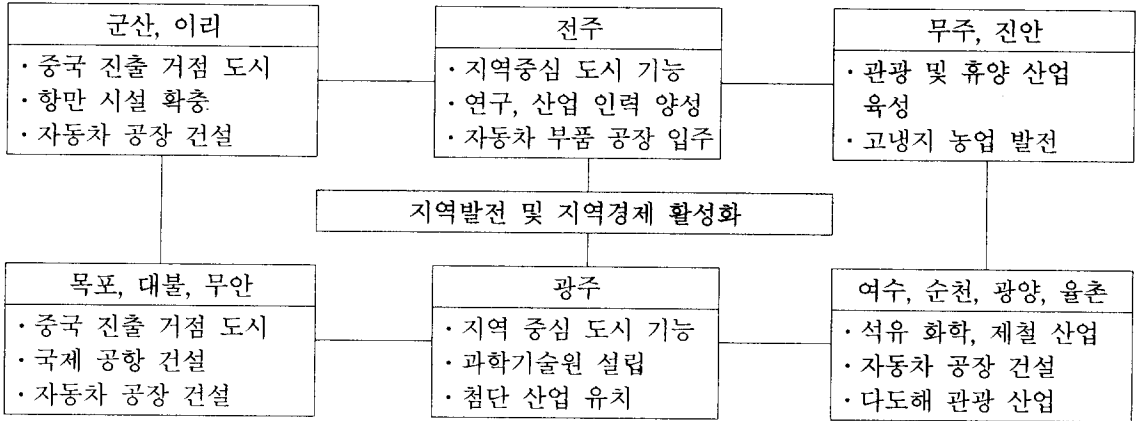 군산, 이리
· 중국 진출 거점 도시
· 항만 시설 확충
· 자동차 공장 건설
전주
· 지역중심 도시 기능
· 연구, 산업 인력 양성
· 자동차 부품 공장 입주
무주, 진안
· 관광 및 휴양 산업
육성
· 고냉지 농업 발전
지역발전 및 지역경제 활성화
목포, 대불, 무안
· 중국 진출 거점 도시
· 국제 공항 건설
· 자동차 공장 건설
광주
· 지역 중심 도시 기능
· 과학기술원 설립
· 첨단 산업 유치
여수, 순천, 광양, 율촌
· 석유 화학, 제철 산업
· 자동차 공장 건설
· 다도해 관광 산업